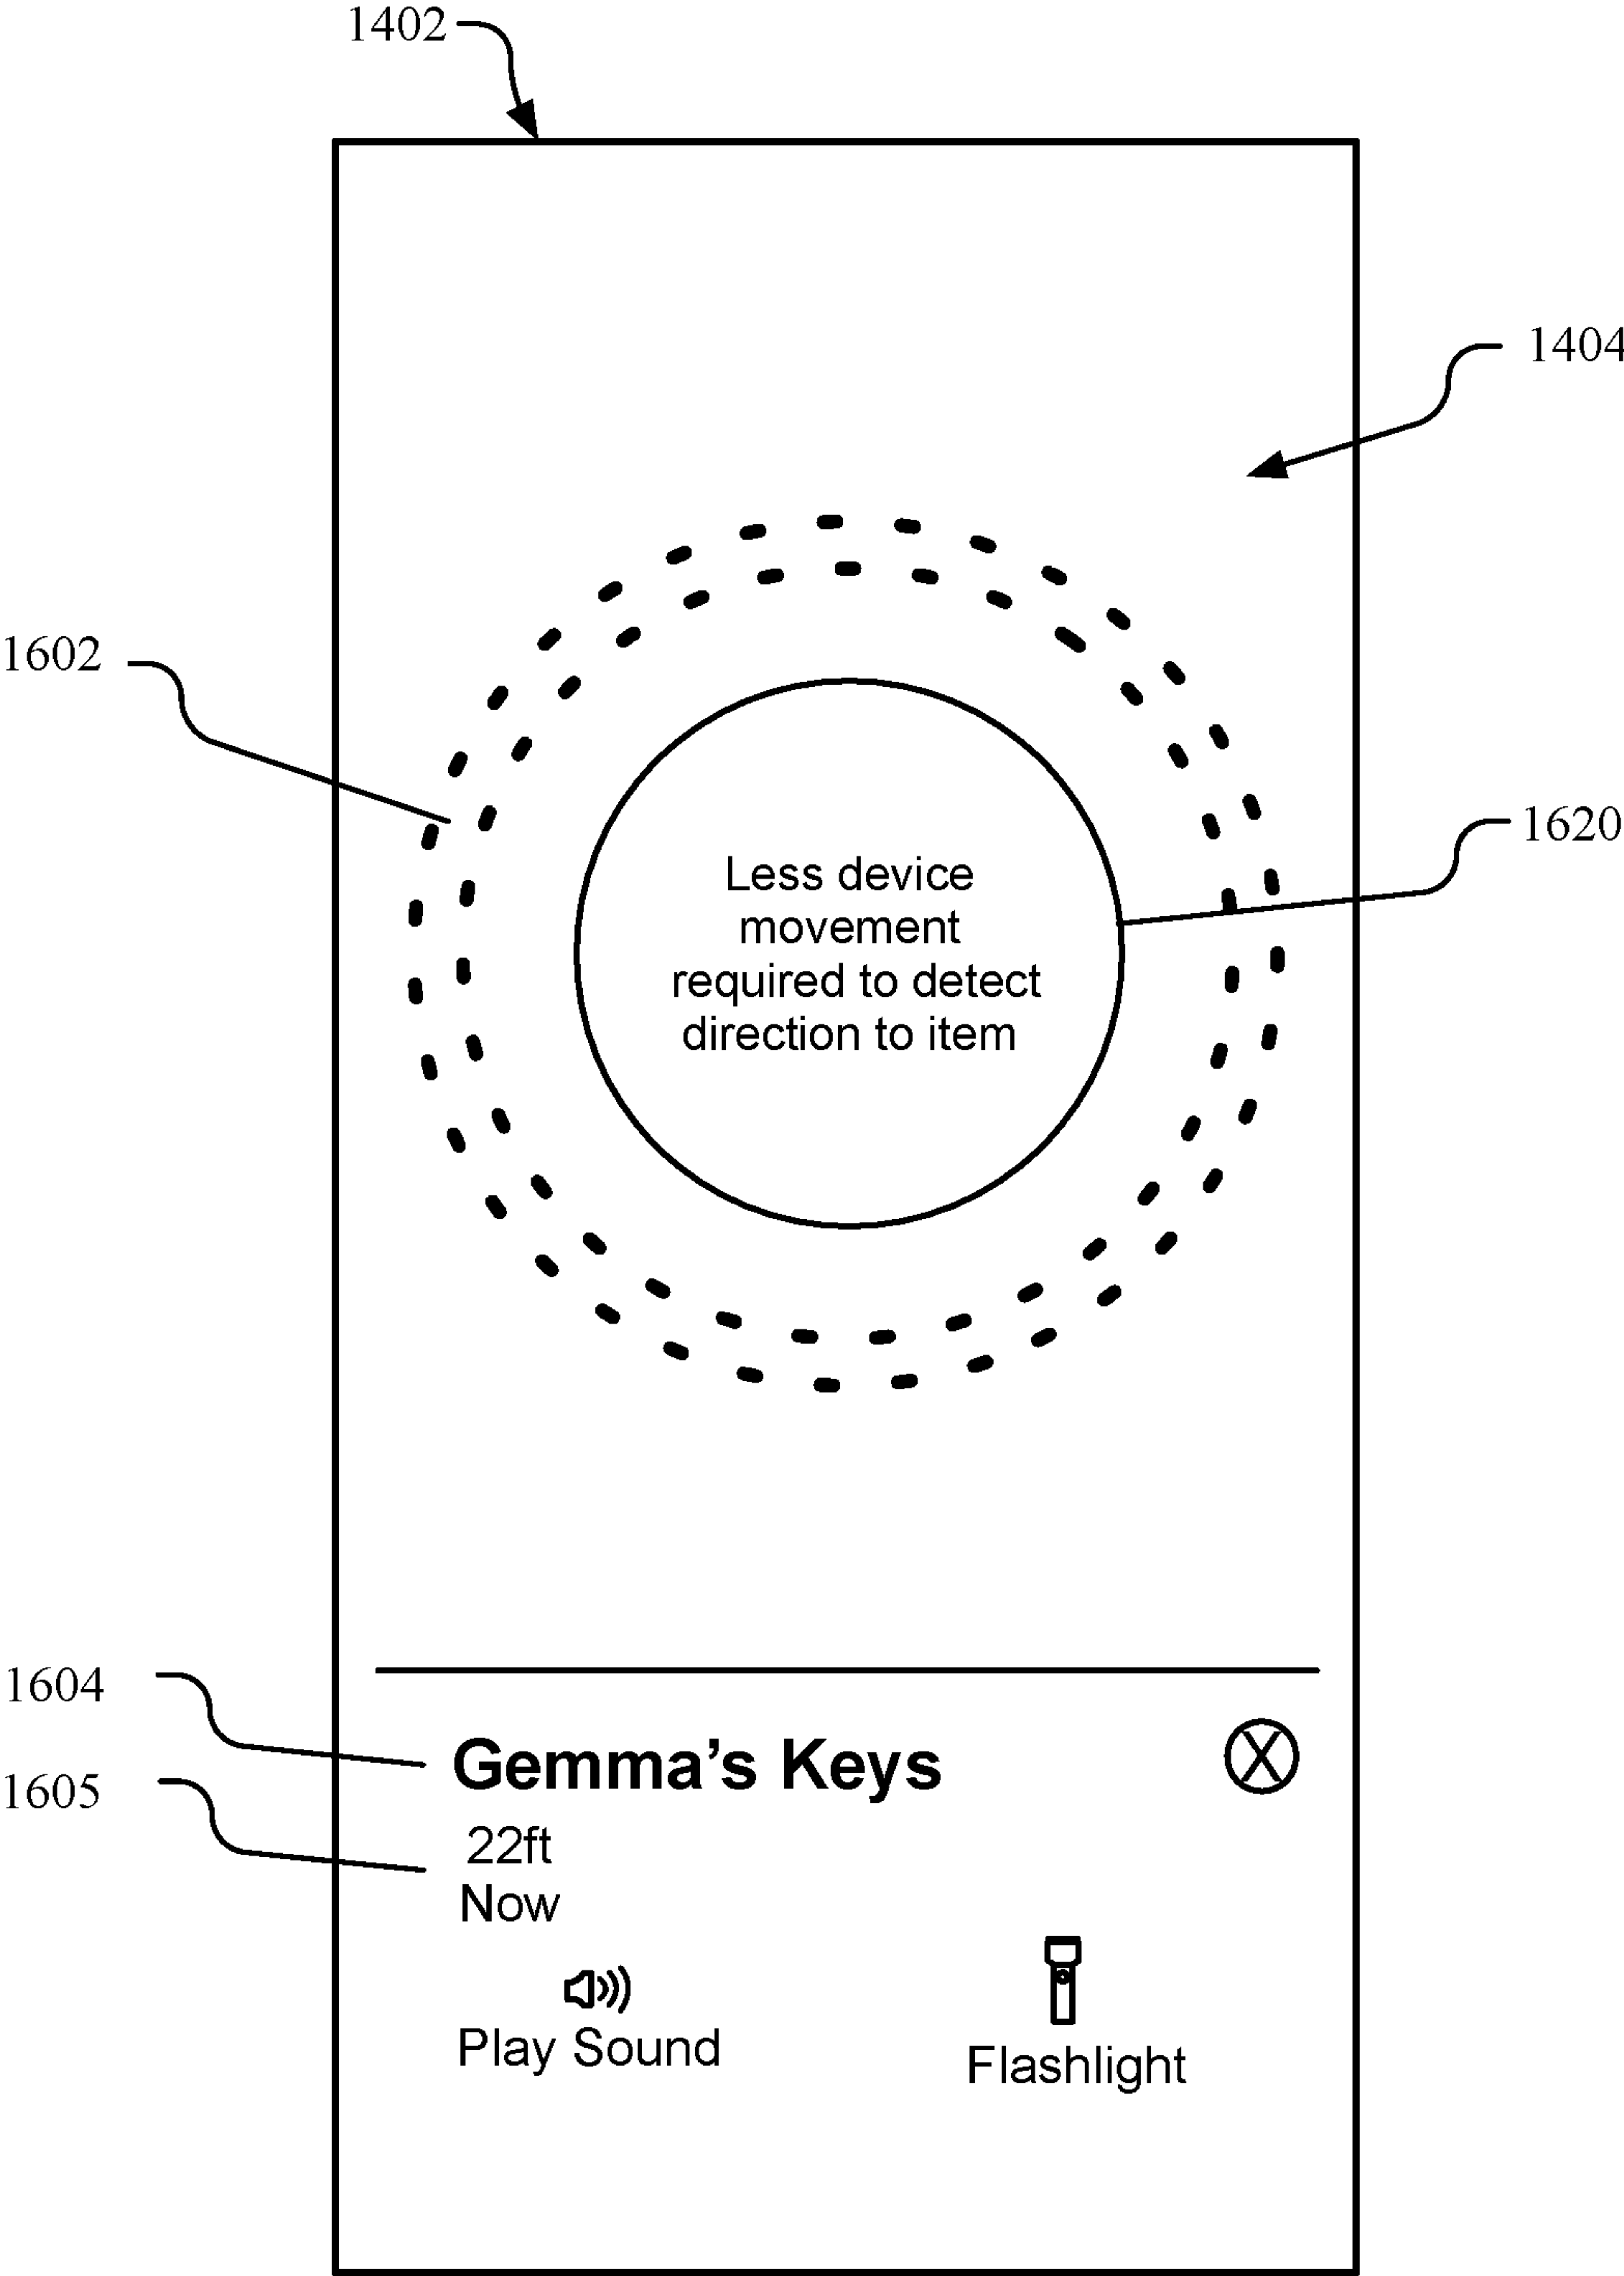 1402
1404
1602
1620
Less device
movement
required to detect
direction to item
1604
Gemma’s Keys
X
1605
22ft
Now
Play Sound
Flashlight